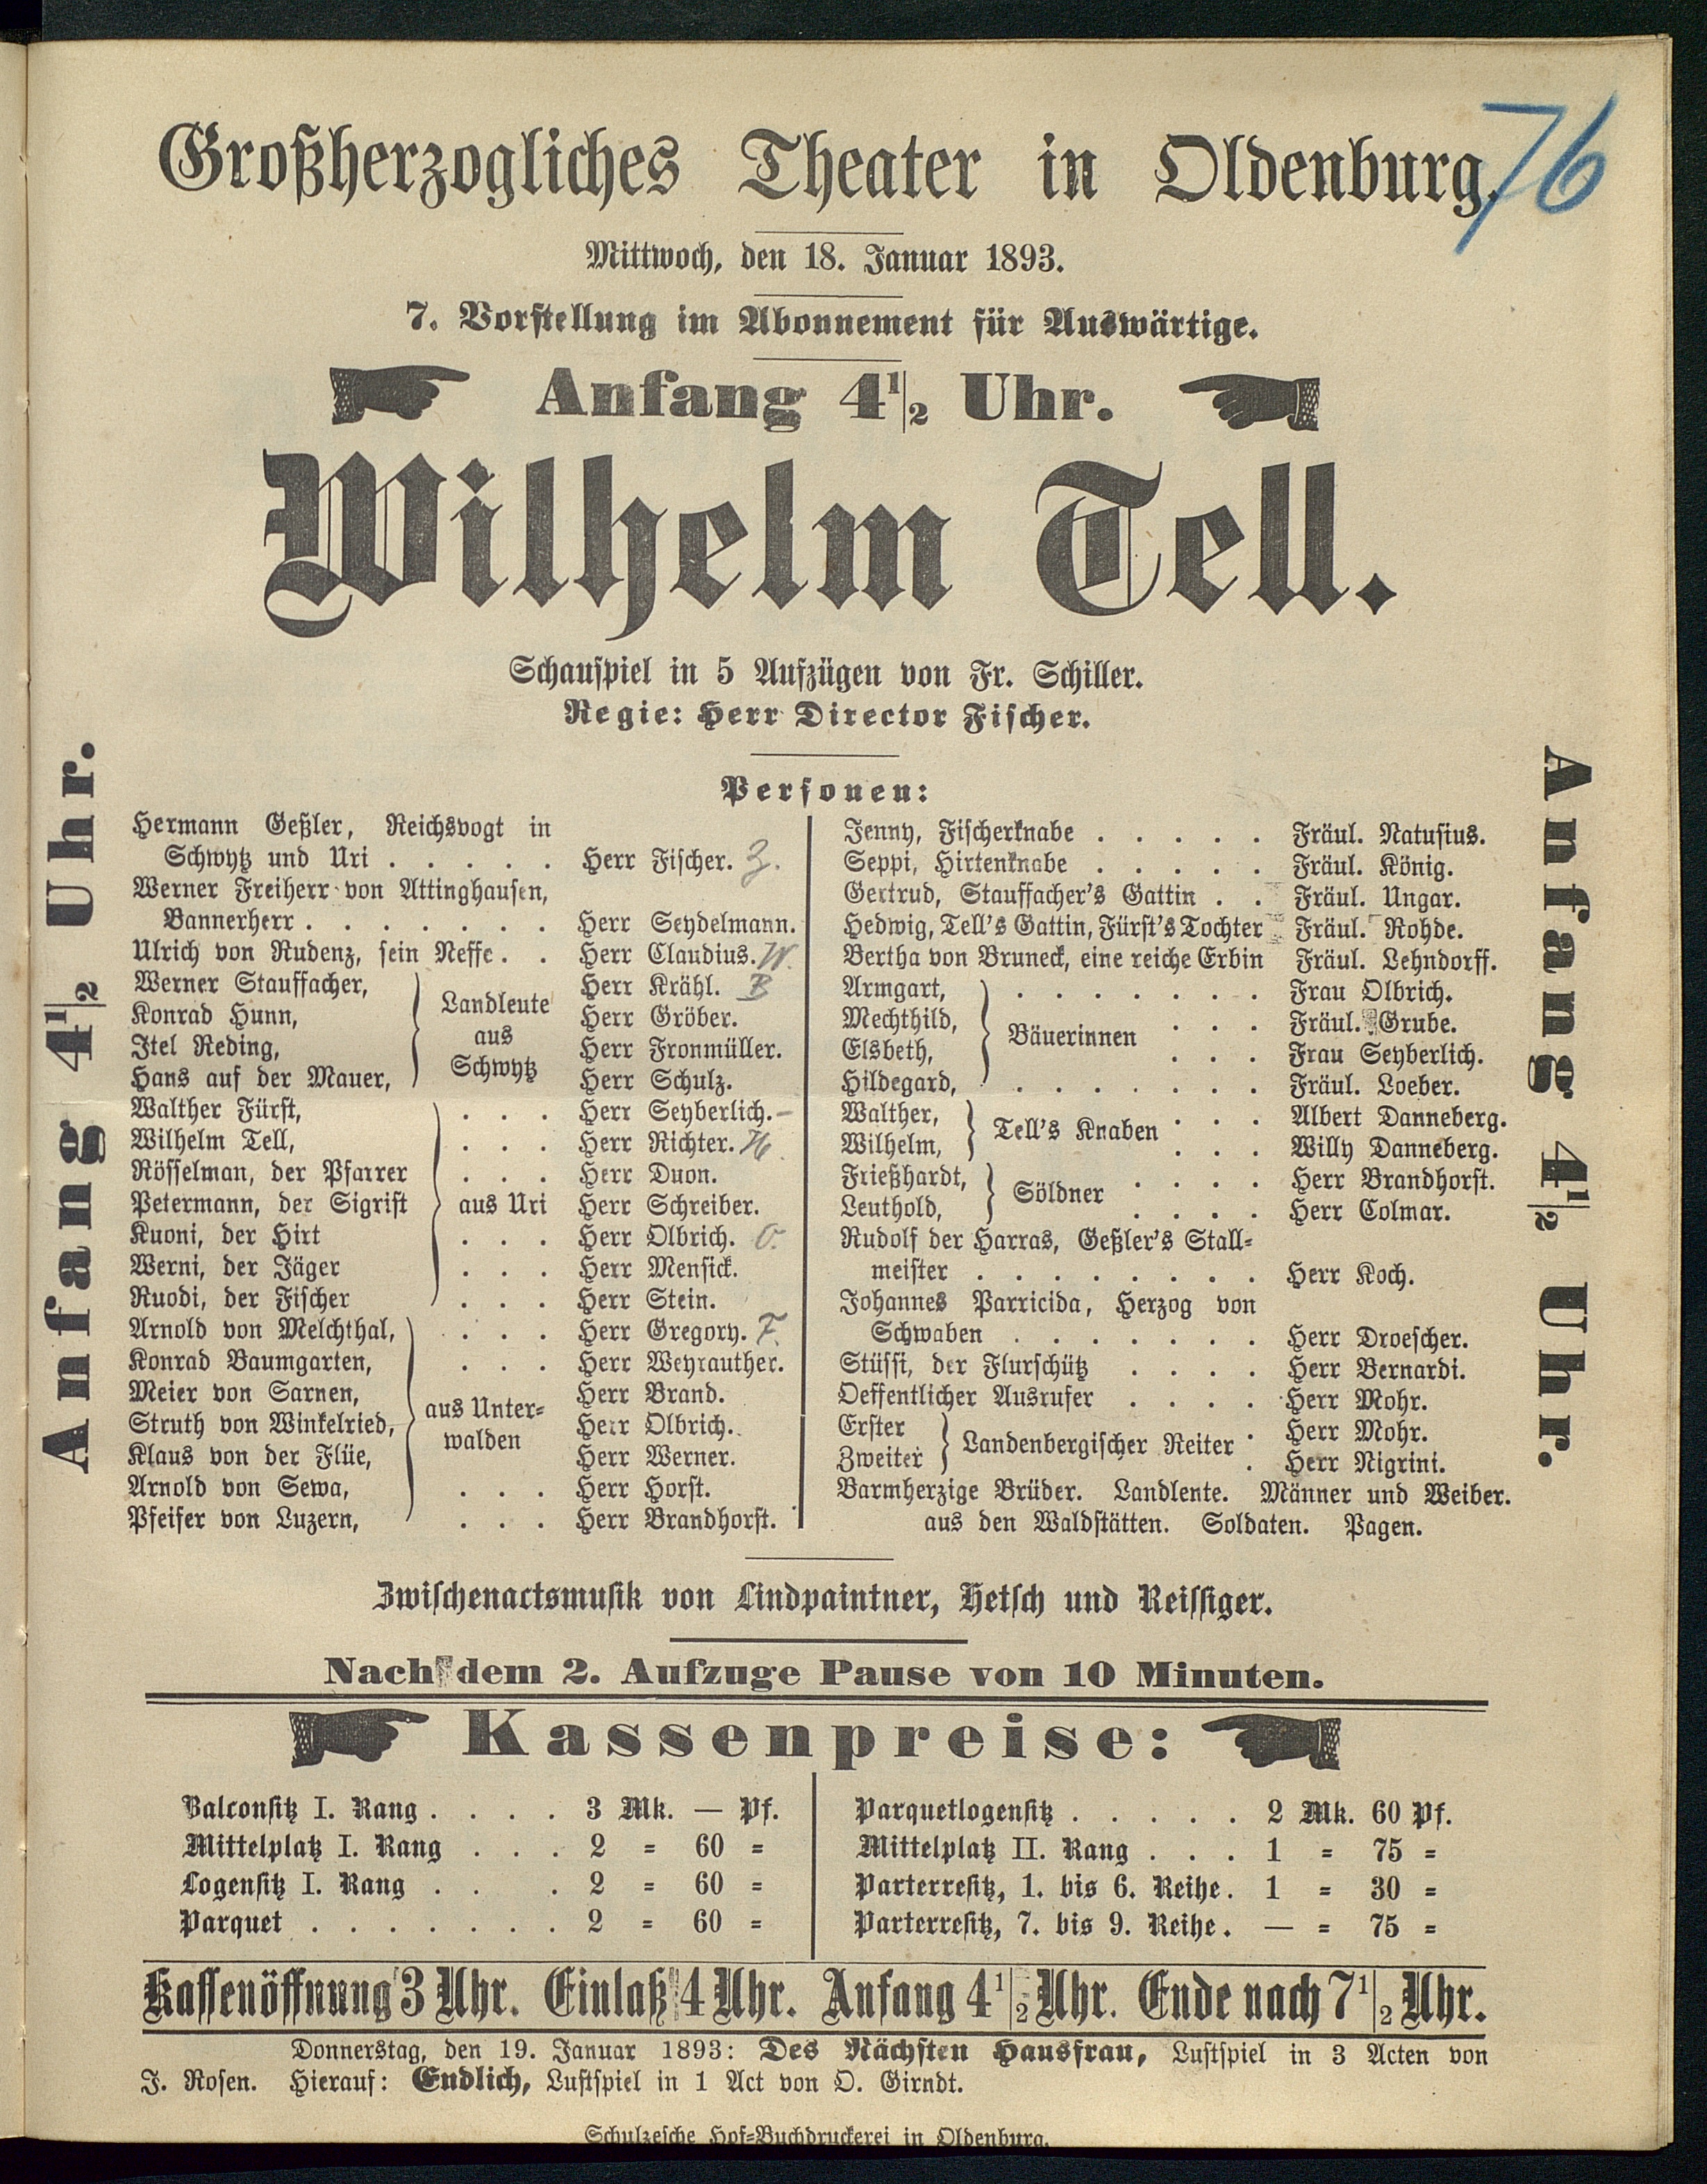 Großherzogliches Theater in Oldenburg.
76
Mittwoch, den 18. Januar 1893.
7. Vorstellung im Abonnement für Auswärtige.
Anfang 4 1/2 Uhr.
Wilhelm Tell.
Schauspiel in 5 Aufzügen von Fr. Schiller.
Regie: Herr Director Fischer.
Anfang 4 1/2 Uhr.
Personen:
Hermann Geßler, Reichsvogt in
Schwytz und Uri . . . . . Herr Fischer. Z.
Werner Freiherr von Attinghausen,
Bannerherr . . . . . . . Herr Seydelmann.
Ulrich von Rudenz, sein Neffe . . Herr Claudius. W.
Werner Stauffacher, Herr Krähl. B
Konrad Hunn, Herr Gröber.
Itel Reding, Herr Fronmüller.
Hans auf der Mauer, Herr Schulz.
Landleute
aus
Schwytz
Walther Fürst, . . . Herr Seyberlich. –
Wilhelm Tell, . . . Herr Richter. H.
Rösselman, der Pfarrer . . . Herr Duon.
Petermann, der Sigrist aus Uri Herr Schreiber.
Kuoni, der Hirt . . . Herr Olbrich. O.
Werni, der Jäger . . . Herr Mensick.
Ruodi, der Fischer . . . Herr Stein.
Arnold von Melchthal, . . . Herr Gregory. F.
Konrad Baumgarten, . . . Herr Weyrauther.
Meier von Sarnen, Herr Brand.
Struth von Winkelried, Herr Olbrich.
Klaus von der Flüe, Herr Werner.
aus Unter=
walden
Arnold von Sewa, . . . Herr Horst.
Pfeifer von Luzern, . . . Herr Brandhorst.
Jenny, Fischerknabe . . . . . Fräul. Natusius.
Seppi, Hirtenknabe . . . . . Fräul. König.
Gertrud, Stauffacher's Gattin . . Fräul. Ungar.
Hedwig, Tell's Gattin, Fürst's Tochter Fräul. Rohde.
Bertha von Bruneck, eine reiche Erbin Fräul. Lehndorff.
Armgart, . . . . . . . Frau Olbrich.
Mechthild, . . . Fräul. Grube.
Bäuerinnen
Elsbeth, . . . Frau Seyberlich.
Hildegard, . . . . . . . Fräul. Loeber.
Walther, . . . Albert Danneberg.
Tell's Knaben
Wilhelm, . . . Willy Danneberg.
Frießhardt, . . . . Herr Brandhorst.
Söldner
Leuthold, . . . . Herr Colmar.
Rudolf der Harras, Geßler's Stall=
meister . . . . . . . . Herr Koch.
Johannes Parricida, Herzog von
Schwaben . . . . . . . Herr Droescher.
Stüssi, der Flurschütz . . . . Herr Bernardi.
Oeffentlicher Ausrufer . . . . Herr Mohr.
Erster . Herr Mohr.
Landenbergischer Reiter
Zweiter . Herr Nigrini.
Barmherzige Brüder. Landlente. Männer und Weiber.
aus den Waldstätten. Soldaten. Pagen.
Anfang 4 1/2 Uhr.
Zwischenactsmusik von Lindpaintner, Hetsch und Reissiger.
Nach dem 2. Aufzuge Pause von 10 Minuten.
Kassenpreise:
Balconsitz I. Rang . . . . 3 Mk. — Pf.
Mittelplatz I. Rang . . . 2 = 60 =
Logensitz I. Rang . . . 2 = 60 =
Parquet . . . . . . . 2 = 60 =
Parquetlogensitz . . . . . 2 Mk. 60 Pf.
Mittelplatz II. Rang . . . 1 = 75 =
Parterresitz, 1. bis 6. Reihe. 1 = 30 =
Parterresitz, 7. bis 9. Reihe. — = 75 =
Kassenöffnung 3 Uhr. Einlaß 4 Uhr. Anfang 4 1/2 Uhr. Ende nach 7 1/2 Uhr.
Donnerstag, den 19. Januar 1893: Des Nächsten Hausfrau, Lustspiel in 3 Acten von
J. Rosen. Hierauf: Endlich, Lustspiel in 1 Act von O. Girndt.
Schulzesche Hof=Buchdruckerei in Oldenburg.